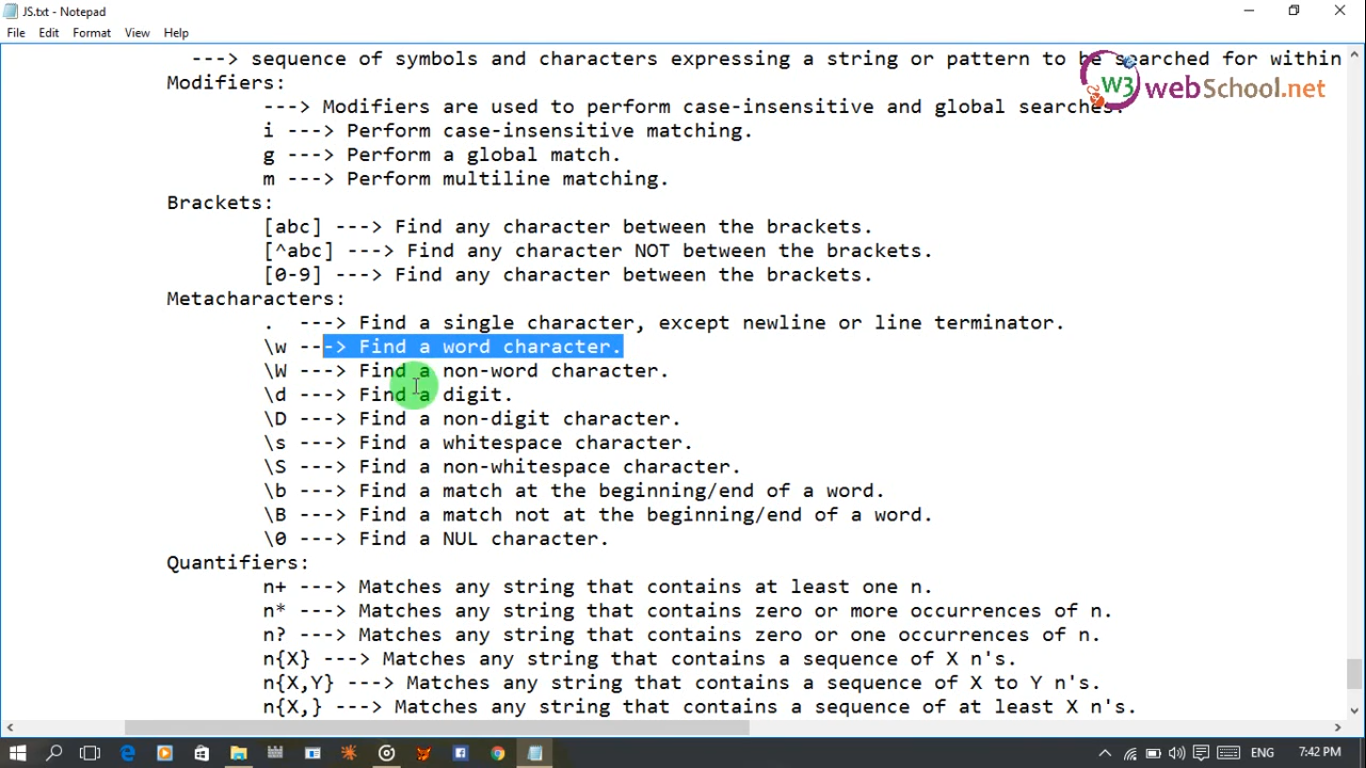 JS.txt - Notepad
File Edit Format View Help
---> sequence of symbols and characters expressing a string or pattern to be searched for within
W3 webSchool.net
Modifiers:
---> Modifiers are used to perform case-insensitive and global searches.
i ---> Perform case-insensitive matching.
g ---> Perform a global match.
m ---> Perform multiline matching.
Brackets:
[abc] ---> Find any character between the brackets.
[^abc] ---> Find any character NOT between the brackets.
[0-9] ---> Find any character between the brackets.
Metacharacters:
. ---> Find a single character, except newline or line terminator.
\w ---> Find a word character.
\W ---> Find a non-word character.
\d ---> Find a digit.
\D ---> Find a non-digit character.
\s ---> Find a whitespace character.
\S ---> Find a non-whitespace character.
\b ---> Find a match at the beginning/end of a word.
\B ---> Find a match not at the beginning/end of a word.
\0 ---> Find a NUL character.
Quantifiers:
n+ ---> Matches any string that contains at least one n.
n* ---> Matches any string that contains zero or more occurrences of n.
n? ---> Matches any string that contains zero or one occurrences of n.
n{X} ---> Matches any string that contains a sequence of X n's.
n{X,Y} ---> Matches any string that contains a sequence of X to Y n's.
n{X,} ---> Matches any string that contains a sequence of at least X n's.
ENG 7:42 PM